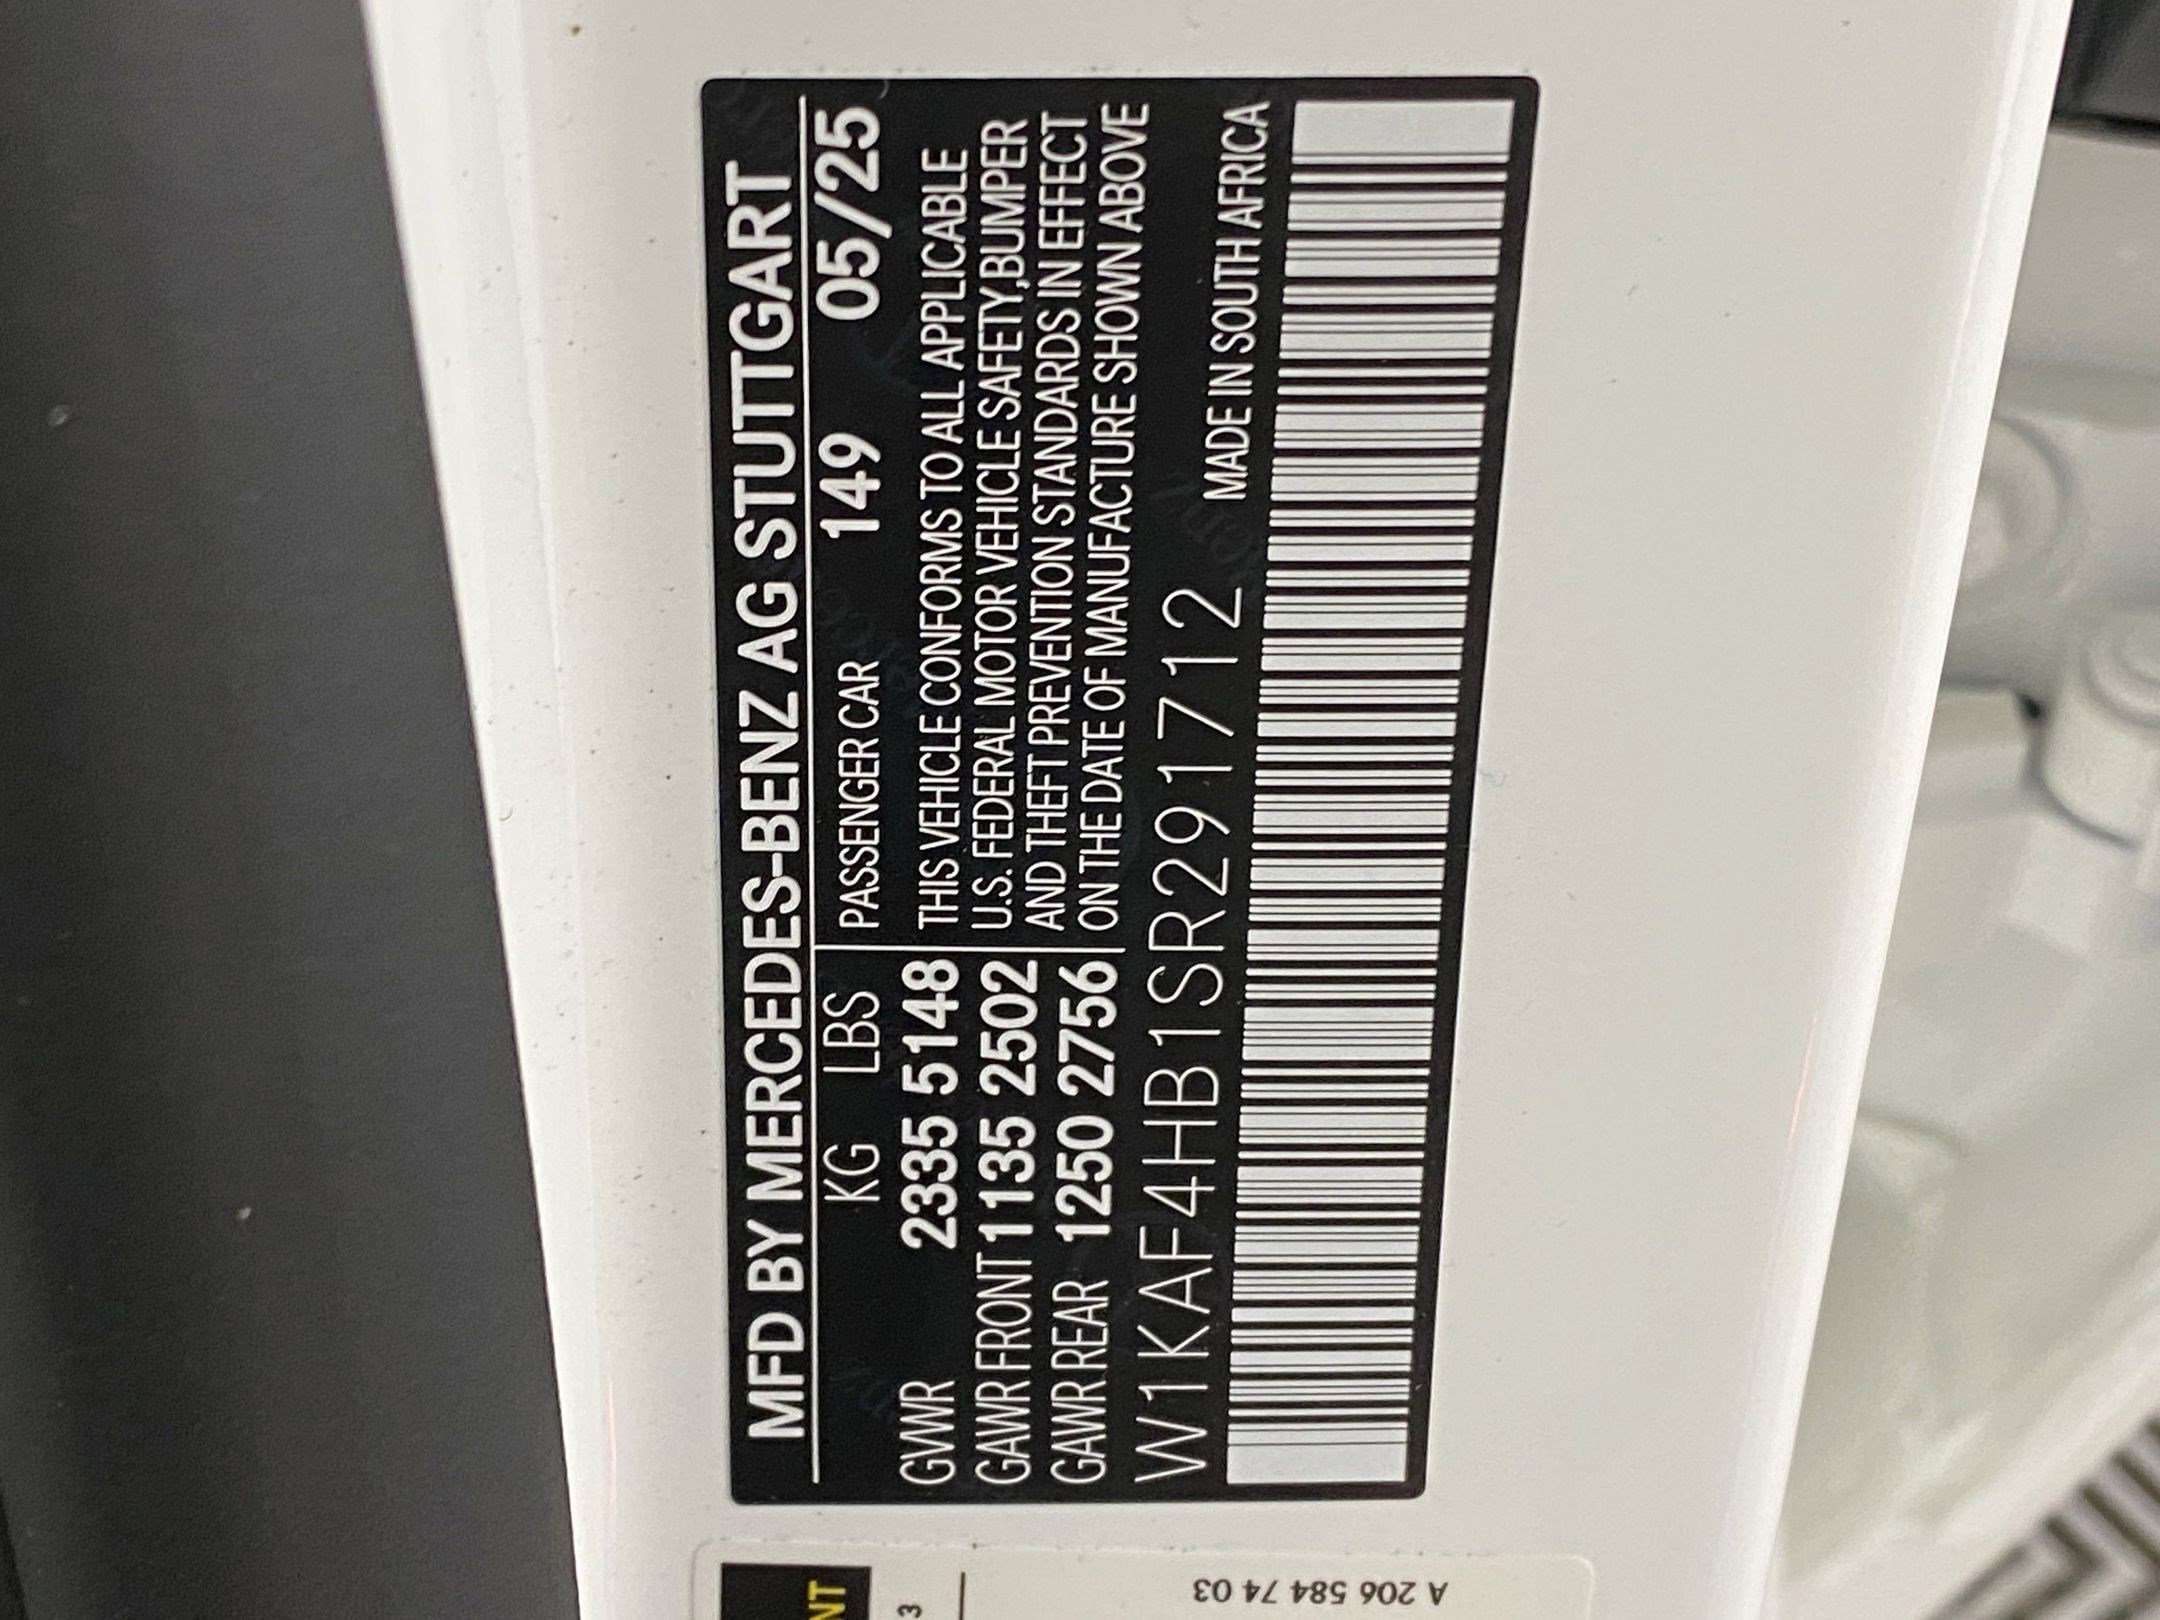 MFD BY MERCEDES-BENZ AG STUTTGART
KG LBS PASSENGER CAR 149 05/25
GVWR 2335 5148
GAWR FRONT 1135 2502
GAWR REAR 1250 2756
THIS VEHICLE CONFORMS TO ALL APPLICABLE
U.S. FEDERAL MOTOR VEHICLE SAFETY,BUMPER
AND THEFT PREVENTION STANDARDS IN EFFECT
ON THE DATE OF MANUFACTURE SHOWN ABOVE
W1KAF4HB1SR291712 MADE IN SOUTH AFRICA
NT
3
A 206 584 74 03